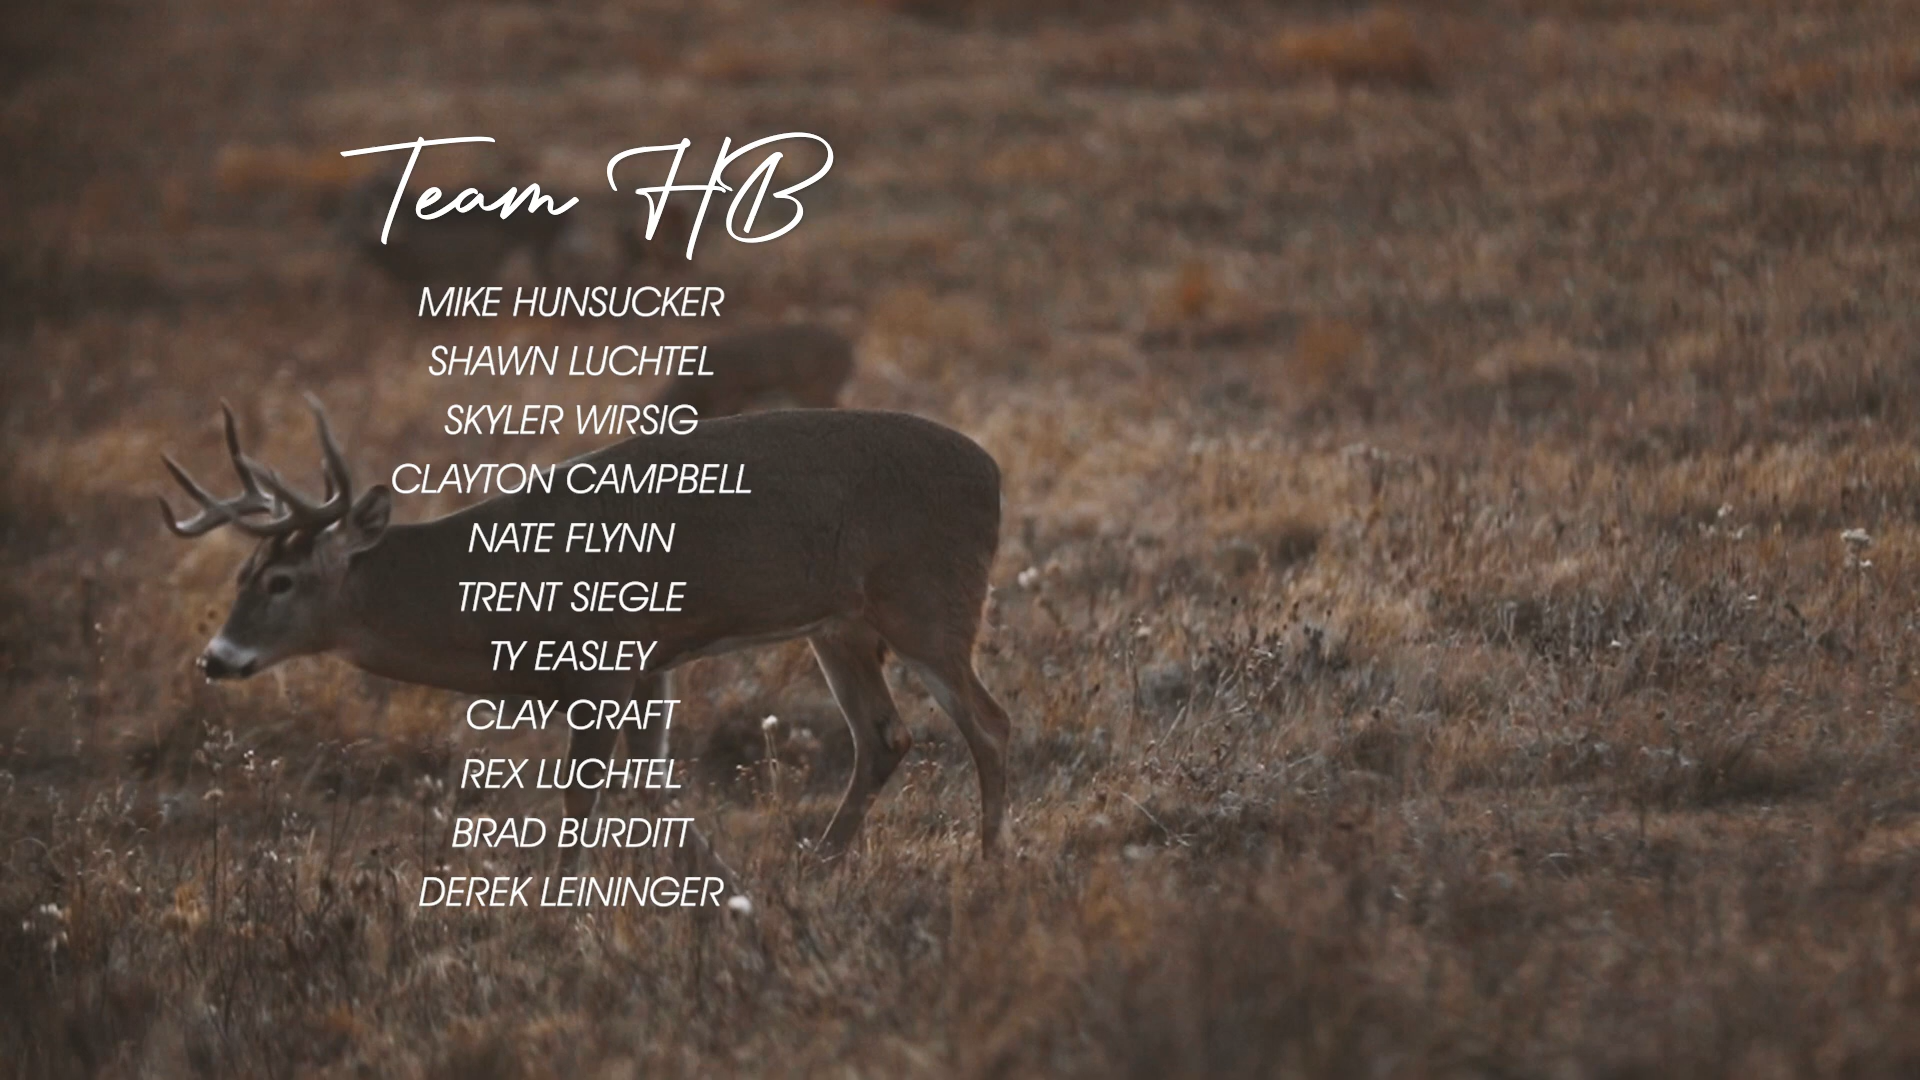 Team HB
MIKE HUNSUCKER
SHAWN LUCHTEL
SKYLER WIRSIG
CLAYTON CAMPBELL
NATE FLYNN
TRENT SIEGLE
TY EASLEY
CLAY CRAFT
REX LUCHTEL
BRAD BURDITT
DEREK LEININGER